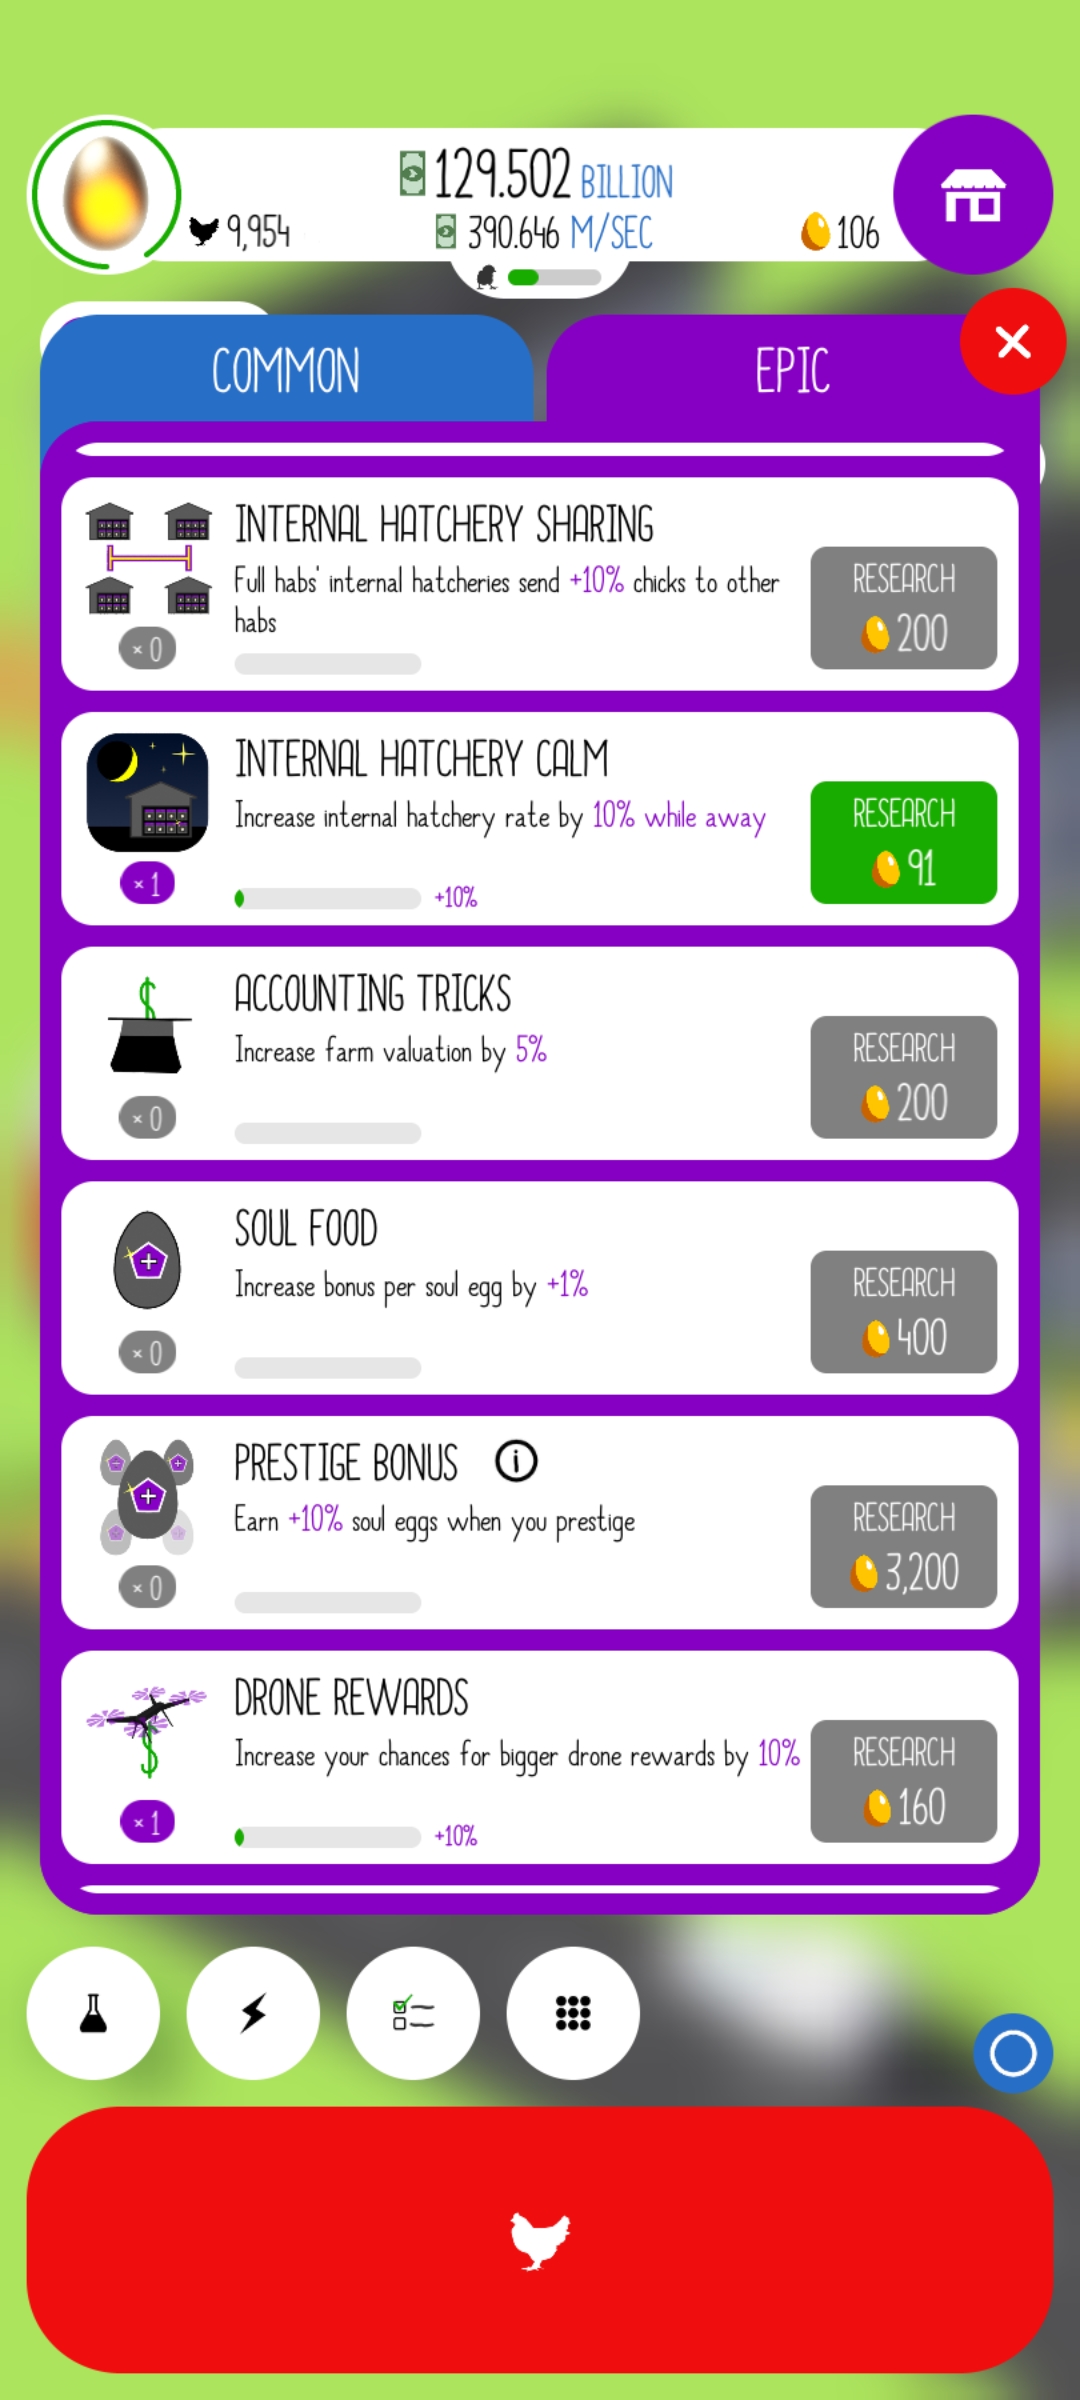 129.502 BILLION
9,954
390.646 M/SEC
106
COMMON
EPIC
INTERNAL HATCHERY SHARING
Full habs' internal hatcheries send +10% chicks to other
habs
× 0
RESEARCH
200
INTERNAL HATCHERY CALM
Increase internal hatchery rate by 10% while away
× 1
+10%
RESEARCH
91
ACCOUNTING TRICKS
Increase farm valuation by 5%
× 0
RESEARCH
200
SOUL FOOD
Increase bonus per soul egg by +1%
× 0
RESEARCH
400
PRESTIGE BONUS i
Earn +10% soul eggs when you prestige
× 0
RESEARCH
3,200
DRONE REWARDS
Increase your chances for bigger drone rewards by 10%
× 1
+10%
RESEARCH
160